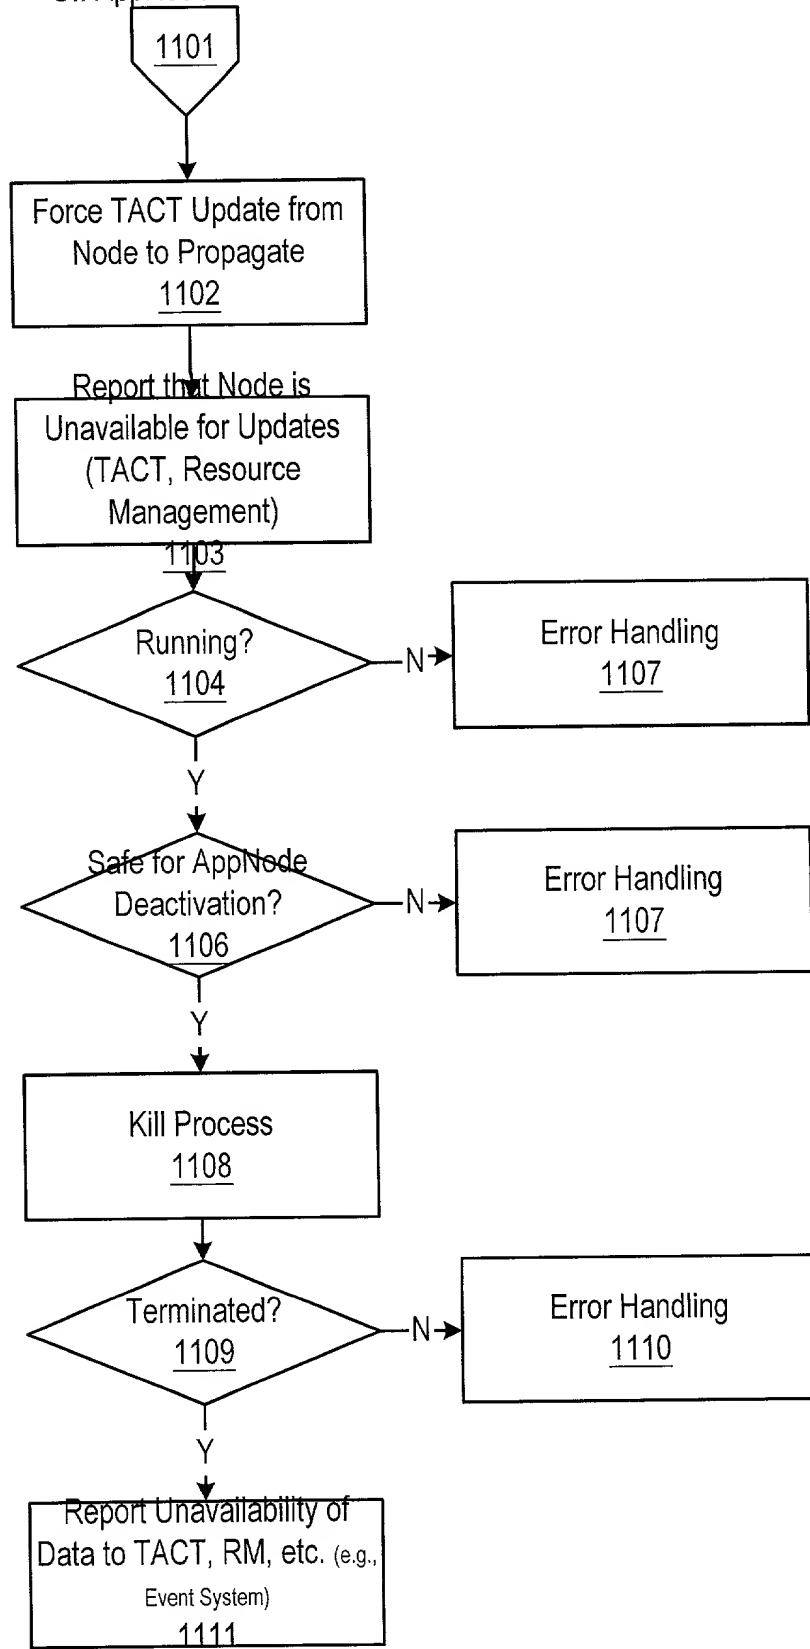 1101
Force TACT Update from
Node to Propagate
1102
Report that Node is
Unavailable for Updates
(TACT, Resource
Management)
1103
Running?
1104
N
Error Handling
1107
Y
Safe for AppNode
Deactivation?
1106
N
Error Handling
1107
Y
Kill Process
1108
Terminated?
1109
N
Error Handling
1110
Y
Report Unavailability of
Data to TACT, RM, etc. (e.g.,
Event System)
1111